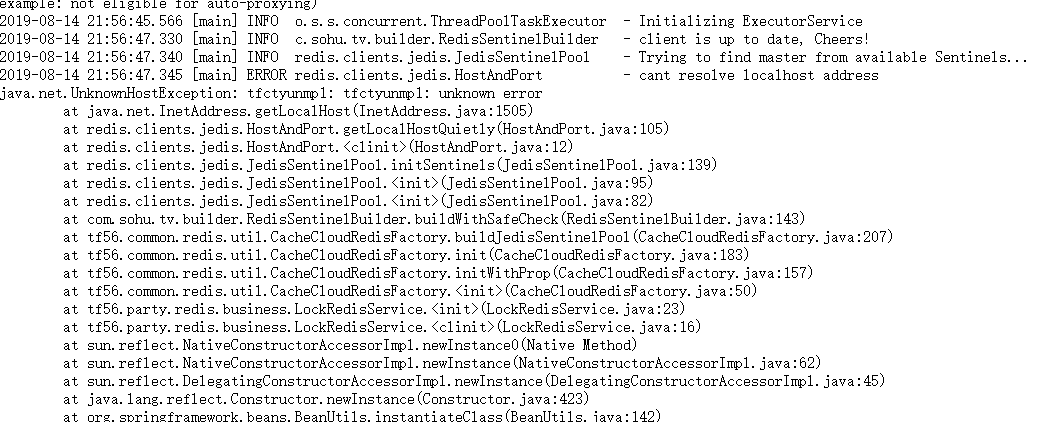 example: not eligible for auto-proxying)
2019-08-14 21:56:45.566 [main] INFO  o.s.s.concurrent.ThreadPoolTaskExecutor  - Initializing ExecutorService
2019-08-14 21:56:47.330 [main] INFO  c.sohu.tv.builder.RedisSentinelBuilder   - client is up to date, Cheers!
2019-08-14 21:56:47.340 [main] INFO  redis.clients.jedis.JedisSentinelPool    - Trying to find master from available Sentinels...
2019-08-14 21:56:47.345 [main] ERROR redis.clients.jedis.HostAndPort          - cant resolve localhost address
java.net.UnknownHostException: tfctyunmp1: tfctyunmp1: unknown error
        at java.net.InetAddress.getLocalHost(InetAddress.java:1505)
        at redis.clients.jedis.HostAndPort.getLocalHostQuietly(HostAndPort.java:105)
        at redis.clients.jedis.HostAndPort.<clinit>(HostAndPort.java:12)
        at redis.clients.jedis.JedisSentinelPool.initSentinels(JedisSentinelPool.java:139)
        at redis.clients.jedis.JedisSentinelPool.<init>(JedisSentinelPool.java:95)
        at redis.clients.jedis.JedisSentinelPool.<init>(JedisSentinelPool.java:82)
        at com.sohu.tv.builder.RedisSentinelBuilder.buildWithSafeCheck(RedisSentinelBuilder.java:143)
        at tf56.common.redis.util.CacheCloudRedisFactory.buildJedisSentinelPool(CacheCloudRedisFactory.java:207)
        at tf56.common.redis.util.CacheCloudRedisFactory.init(CacheCloudRedisFactory.java:183)
        at tf56.common.redis.util.CacheCloudRedisFactory.initWithProp(CacheCloudRedisFactory.java:157)
        at tf56.common.redis.util.CacheCloudRedisFactory.<init>(CacheCloudRedisFactory.java:50)
        at tf56.party.redis.business.LockRedisService.<init>(LockRedisService.java:23)
        at tf56.party.redis.business.LockRedisService.<clinit>(LockRedisService.java:16)
        at sun.reflect.NativeConstructorAccessorImpl.newInstance0(Native Method)
        at sun.reflect.NativeConstructorAccessorImpl.newInstance(NativeConstructorAccessorImpl.java:62)
        at sun.reflect.DelegatingConstructorAccessorImpl.newInstance(DelegatingConstructorAccessorImpl.java:45)
        at java.lang.reflect.Constructor.newInstance(Constructor.java:423)
        at org.springframework.beans.BeanUtils.instantiateClass(BeanUtils.java:142)